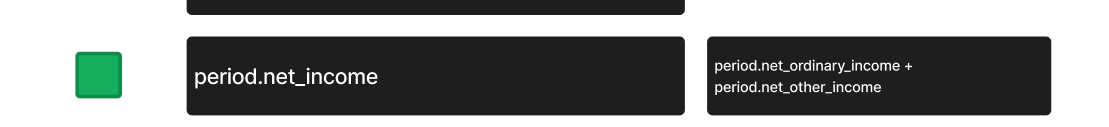 period.net_income
period.net_ordinary_income +
period.net_other_income